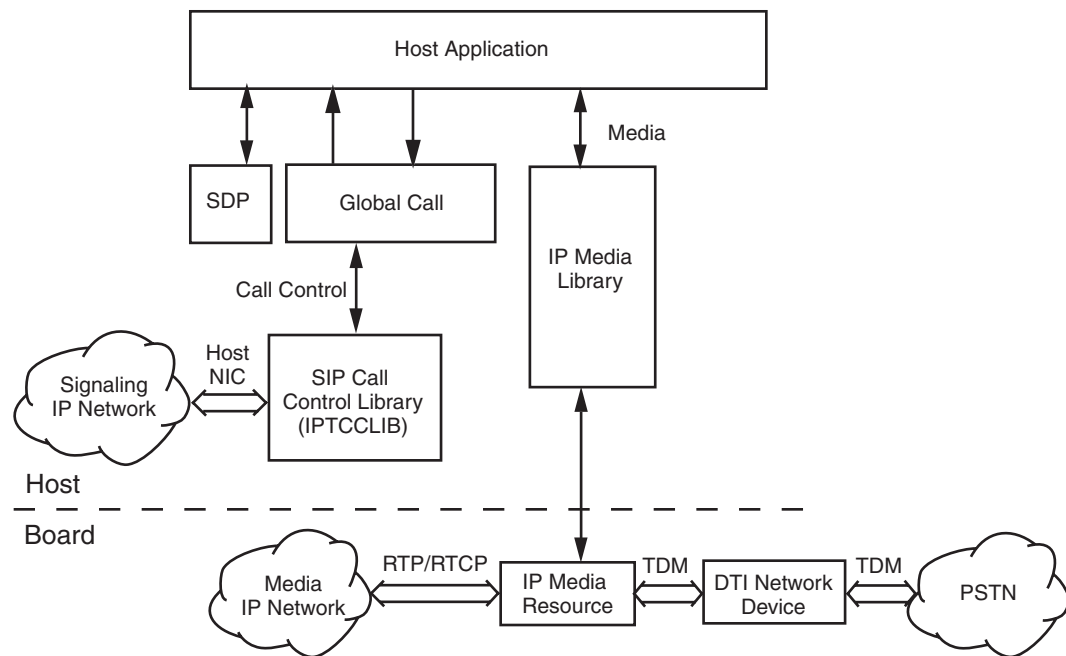 Host Application
Media
SDP
Global Call
IP Media
Library
Call Control
Host
NIC
Signaling
IP Network
SIP Call
Control Library
(IPTCCLIB)
Host
Board
RTP/RTCP
TDM
TDM
Media
IP Network
IP Media
Resource
DTI Network
Device
PSTN